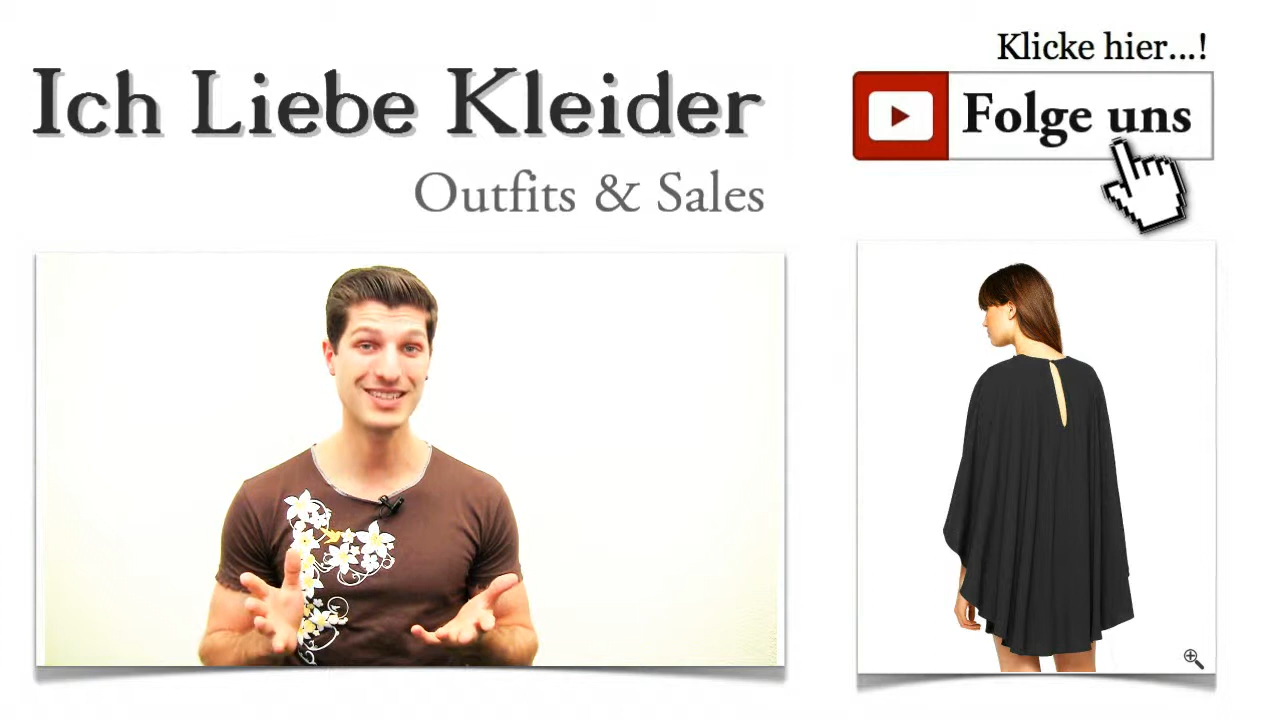 Ich Liebe Kleider
Outfits & Sales
Klicke hier...!
Folge uns